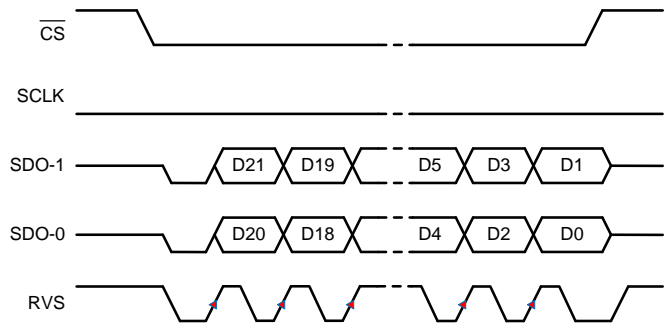 CS
SCLK
SDO-1 D21 D19 D5 D3 D1
SDO-0 D20 D18 D4 D2 D0
RVS